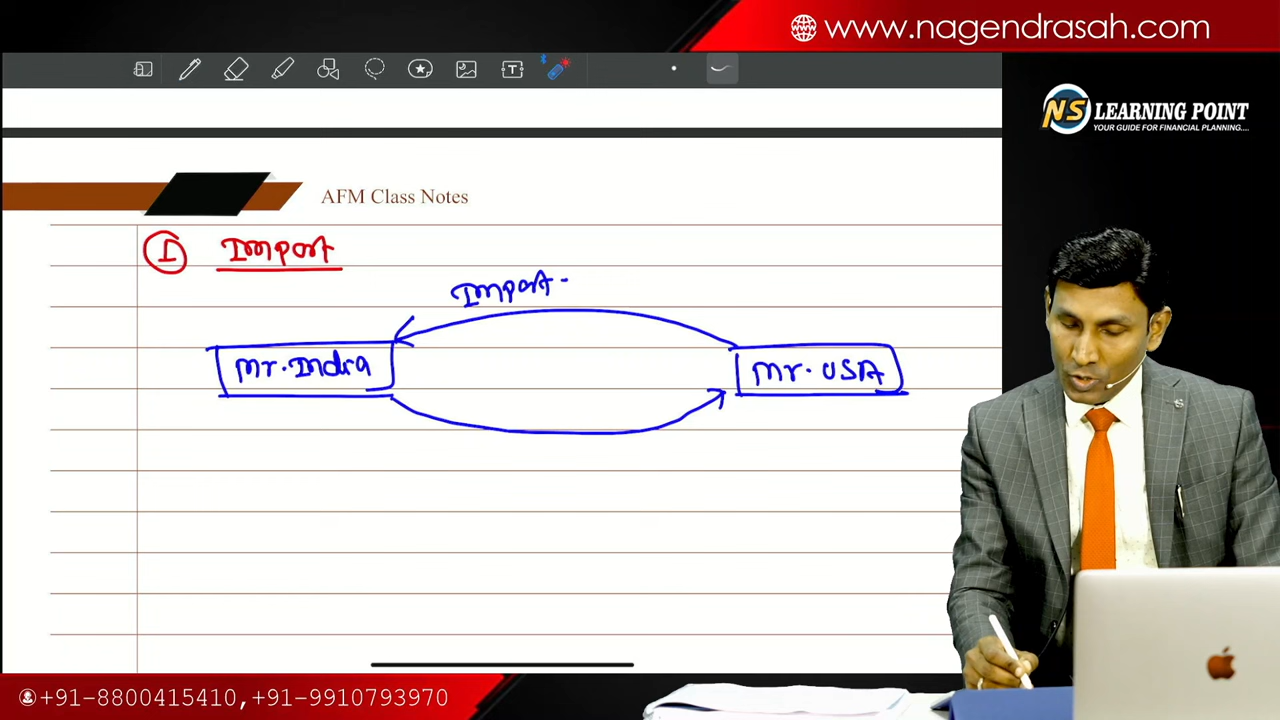 www.nagendrasah.com
NS LEARNING POINT
YOUR GUIDE FOR FINANCIAL PLANNING....
AFM Class Notes
I Import
Import -
Mr. India
Mr. USA
+91-8800415410,+91-9910793970